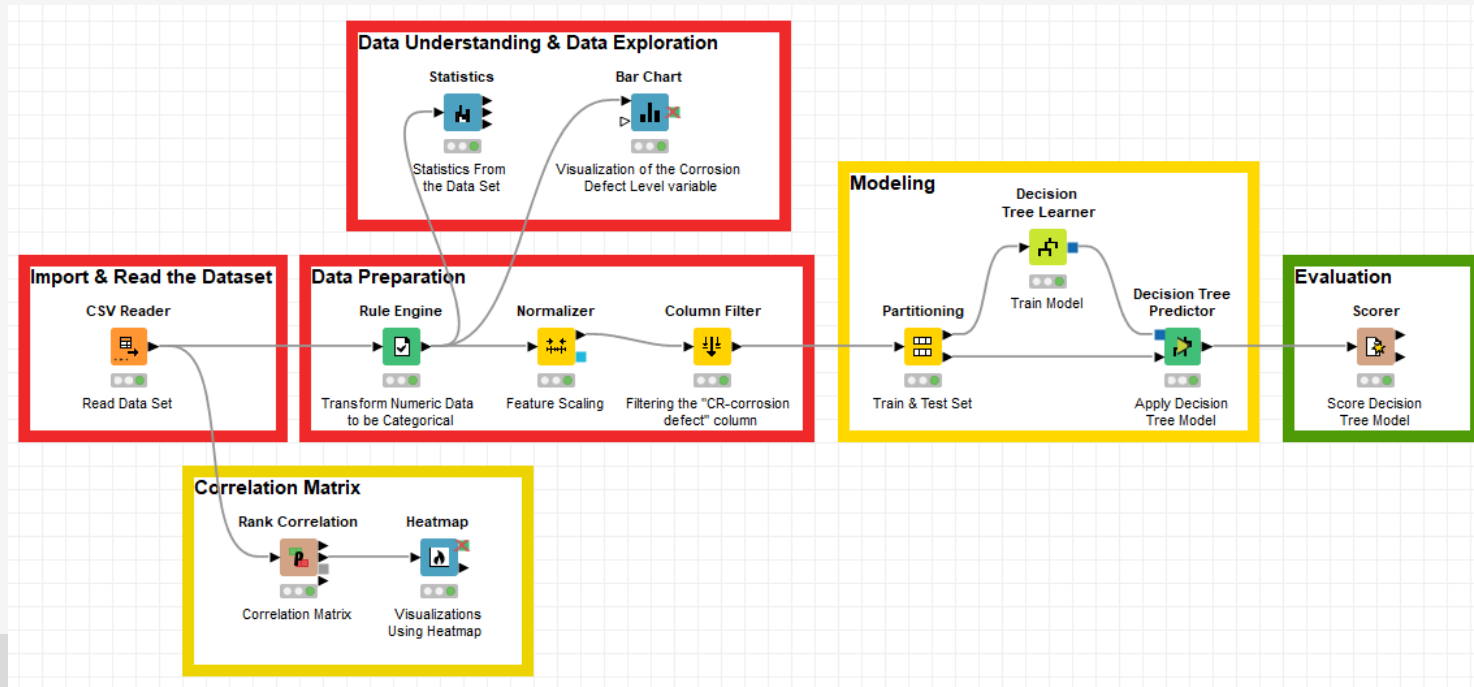 Data Understanding & Data Exploration
Statistics
Bar Chart
Statistics From
the Data Set
Visualization of the Corrosion
Defect Level variable
Import & Read the Dataset
CSV Reader
Read Data Set
Data Preparation
Rule Engine
Transform Numeric Data
to be Categorical
Normalizer
Feature Scaling
Column Filter
Filtering the "CR-corrosion
defect" column
Modeling
Partitioning
Train & Test Set
Decision
Tree Learner
Train Model
Decision Tree
Predictor
Apply Decision
Tree Model
Evaluation
Scorer
Score Decision
Tree Model
Correlation Matrix
Rank Correlation
Correlation Matrix
Heatmap
Visualizations
Using Heatmap